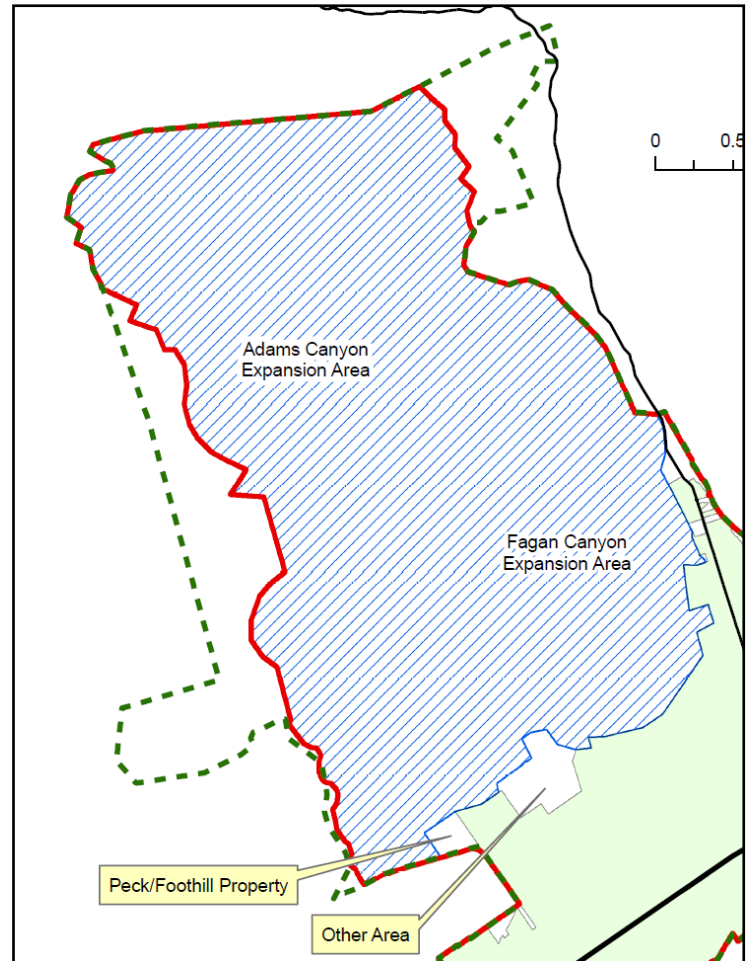 0 0.5
Adams Canyon
Expansion Area
Fagan Canyon
Expansion Area
Peck/Foothill Property
Other Area